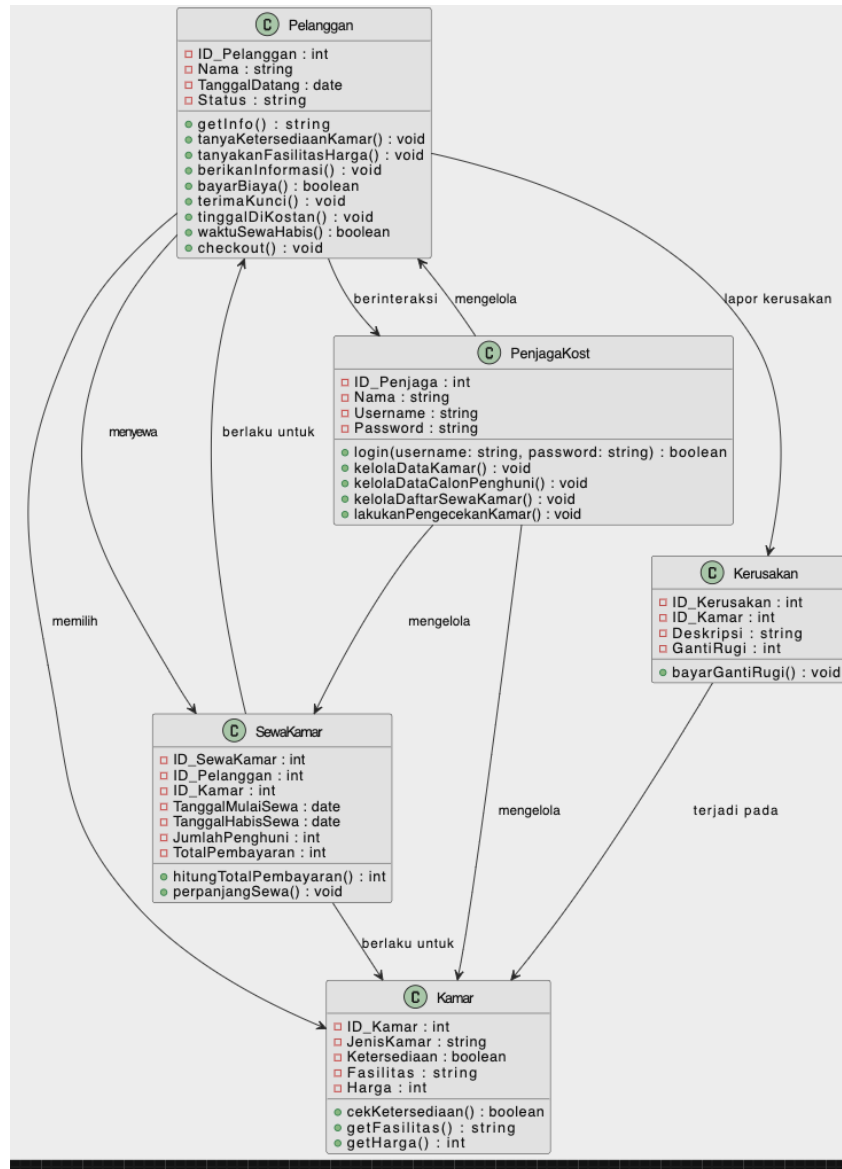 C Pelanggan
ID_Pelanggan : int
Nama : string
TanggalDatang : date
Status : string
getInfo() : string
tanyaKetersediaanKamar() : void
tanyakanFasilitasHarga() : void
berikanInformasi() : void
bayarBiaya() : boolean
terimaKunci() : void
tinggalDiKostan() : void
waktuSewaHabis() : boolean
checkout() : void
berinteraksi
mengelola
lapor kerusakan
C PenjagaKost
ID_Penjaga : int
Nama : string
Username : string
Password : string
login(username: string, password: string) : boolean
kelolaDataKamar() : void
kelolaDataCalonPenghuni() : void
kelolaDaftarSewaKamar() : void
lakukanPengecekanKamar() : void
menyewa
berlaku untuk
C Kerusakan
ID_Kerusakan : int
ID_Kamar : int
Deskripsi : string
GantiRugi : int
bayarGantiRugi() : void
memilih
mengelola
C SewaKamar
ID_SewaKamar : int
ID_Pelanggan : int
ID_Kamar : int
TanggalMulaiSewa : date
TanggalHabisSewa : date
JumlahPenghuni : int
TotalPembayaran : int
hitungTotalPembayaran() : int
perpanjangSewa() : void
mengelola
terjadi pada
berlaku untuk
C Kamar
ID_Kamar : int
JenisKamar : string
Ketersediaan : boolean
Fasilitas : string
Harga : int
cekKetersediaan() : boolean
getFasilitas() : string
getHarga() : int